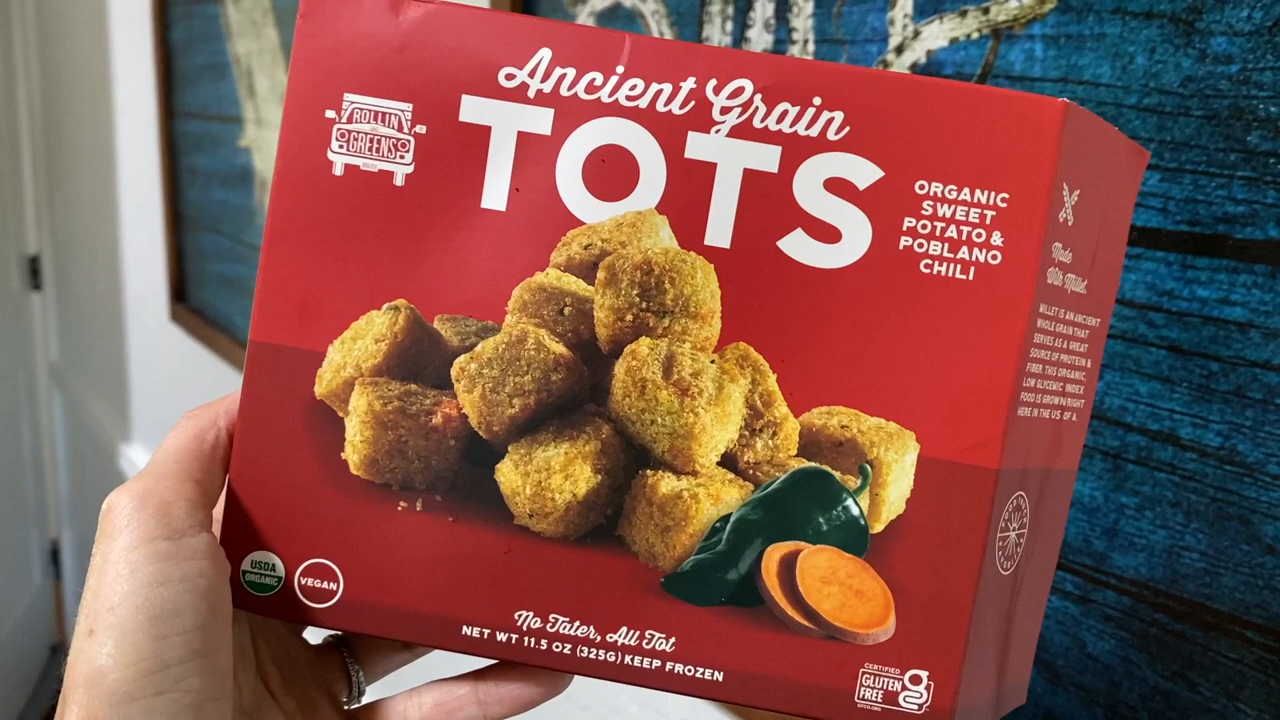 Ancient Grain
TOTS
ROLLIN
GREENS
ORGANIC
SWEET
POTATO &
POBLANO
CHILI
USDA
ORGANIC
VEGAN
No Tater, All Tot
NET WT 11.5 OZ (325G) KEEP FROZEN
CERTIFIED
GLUTEN
FREE
GFCO.ORG
Made
With Millet.
MILLET IS AN ANCIENT
WHOLE GRAIN THAT
SERVES AS A GREAT
SOURCE OF PROTEIN &
FIBER. THIS ORGANIC,
LOW GLYCEMIC INDEX
FOOD IS GROWN RIGHT
HERE IN THE US OF A.